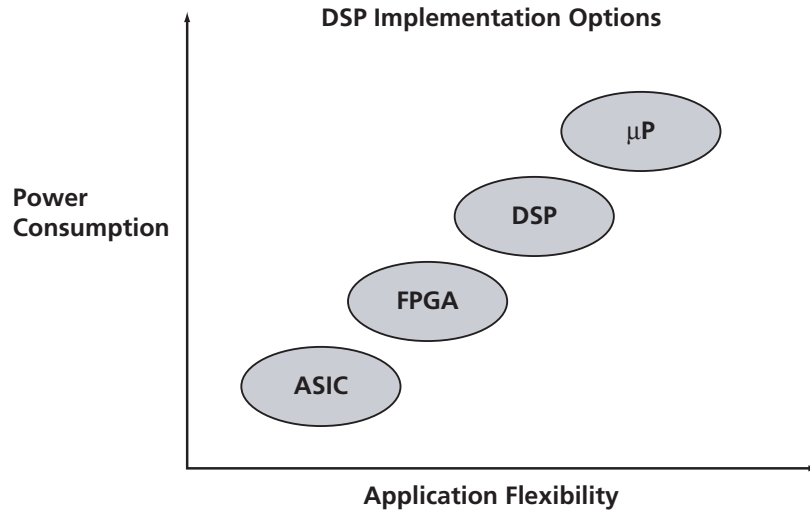 DSP Implementation Options
μP
Power
Consumption
DSP
FPGA
ASIC
Application Flexibility